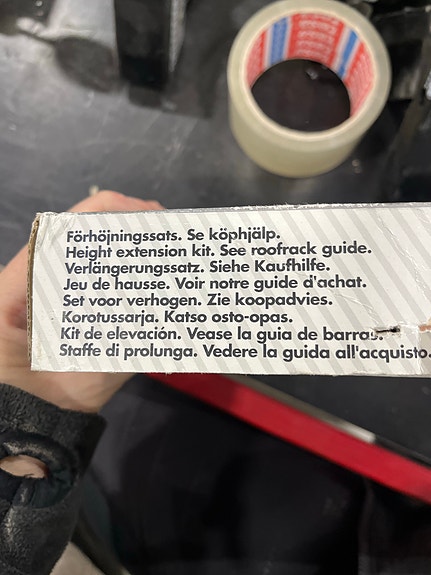 Förhöjningssats. Se köphjälp.
Height extension kit. See roofrack guide.
Verlängerungssatz. Siehe Kaufhilfe.
Jeu de hausse. Voir notre guide d'achat.
Set voor verhogen. Zie koopadvies.
Korotussarja. Katso osto-opas.
Kit de elevación. Vease la guia de barras.
Staffe di prolunga. Vedere la guida all'acquisto.